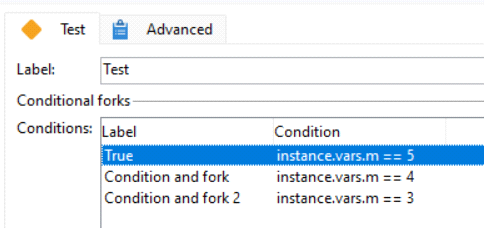 Test Advanced
Label: Test
Conditional forks
Conditions: Label Condition
True instance.vars.m == 5
Condition and fork instance.vars.m == 4
Condition and fork 2 instance.vars.m == 3